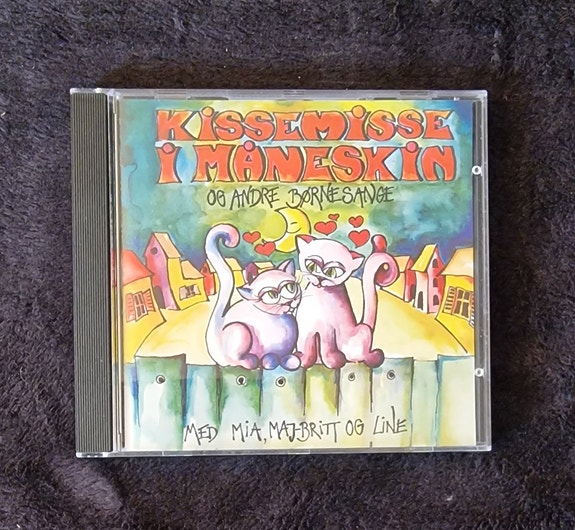 KISSEMISSE
I MÅNESKIN
OG ANDRE BØRNESANGE
MED MIA, MAJ-BRITT OG LINE